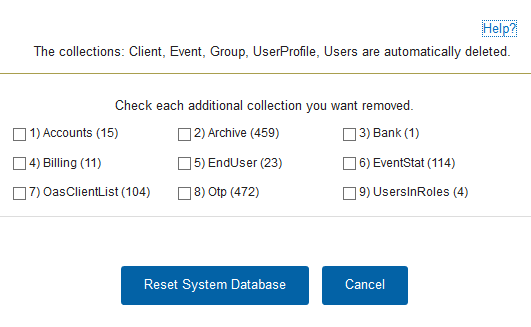 Help?
The collections: Client, Event, Group, UserProfile, Users are automatically deleted.
Check each additional collection you want removed.
1) Accounts (15) 2) Archive (459) 3) Bank (1)
4) Billing (11) 5) EndUser (23) 6) EventStat (114)
7) OasClientList (104) 8) Otp (472) 9) UsersInRoles (4)
Reset System Database Cancel